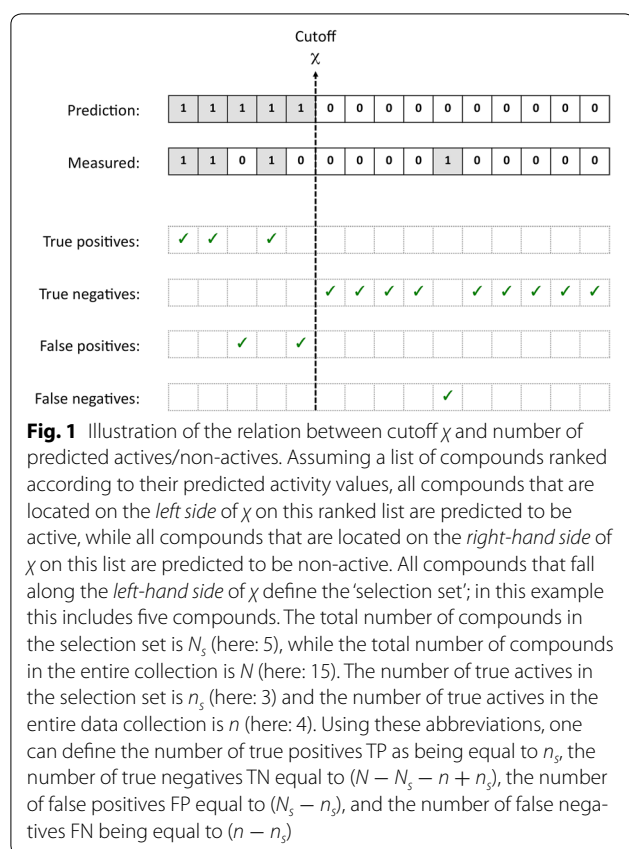 Cutoff
χ
Prediction: 1 1 1 1 1 0 0 0 0 0 0 0 0 0 0
Measured: 1 1 0 1 0 0 0 0 0 1 0 0 0 0 0
True positives: ✓ ✓ ✓
True negatives: ✓ ✓ ✓ ✓ ✓ ✓ ✓ ✓ ✓
False positives: ✓ ✓
False negatives: ✓
Fig. 1 Illustration of the relation between cutoff χ and number of
predicted actives/non-actives. Assuming a list of compounds ranked
according to their predicted activity values, all compounds that are
located on the left side of χ on this ranked list are predicted to be
active, while all compounds that are located on the right-hand side of
χ on this list are predicted to be non-active. All compounds that fall
along the left-hand side of χ define the ‘selection set’; in this example
this includes five compounds. The total number of compounds in
the selection set is Nₛ (here: 5), while the total number of compounds
in the entire collection is N (here: 15). The number of true actives in
the selection set is nₛ (here: 3) and the number of true actives in the
entire data collection is n (here: 4). Using these abbreviations, one
can define the number of true positives TP as being equal to nₛ, the
number of true negatives TN equal to (N − Nₛ − n + nₛ), the number
of false positives FP equal to (Nₛ − nₛ), and the number of false nega-
tives FN being equal to (n − nₛ)